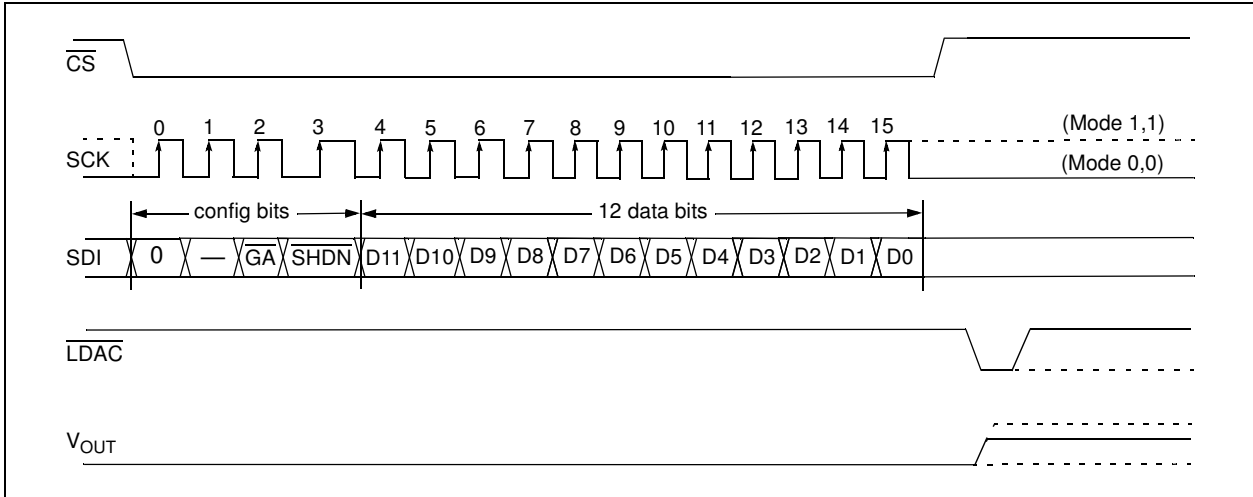 CS
0 1 2 3 4 5 6 7 8 9 10 11 12 13 14 15
(Mode 1,1)
SCK
(Mode 0,0)
config bits
12 data bits
SDI 0 — GA SHDN D11 D10 D9 D8 D7 D6 D5 D4 D3 D2 D1 D0
LDAC
VOUT